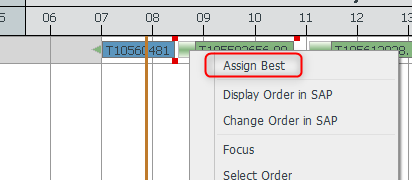 5 06 07 08 09 10 11 12 13
T10560481
Assign Best
Display Order in SAP
Change Order in SAP
Focus
Select Order